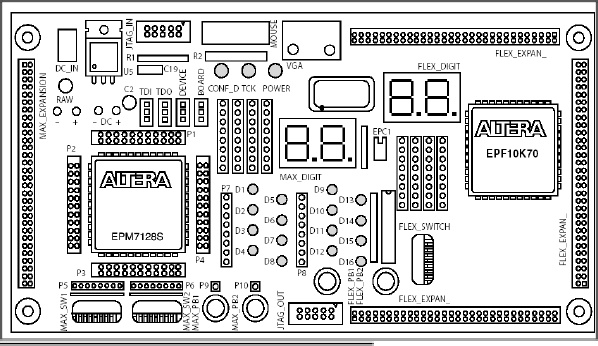 JTAG_IN
MOUSE
VGA
FLEX_EXPAN_
FLEX_DIGIT
DC_IN
RAW
R1
U5
C19
R2
CONF_D
TCK
POWER
MAX_EXPANSION
C2
TDI
TDO
DEVICE
BOARD
- +
- DC +
P1
P2
ALTERA
EPM7128S
P3
P4
MAX_DIGIT
EPC1
ALTERA
EPF10K70
P7
D1
D2
D3
D4
D5
D6
D7
D8
D9
D10
D11
D12
D13
D14
D15
D16
P8
FLEX_SWITCH
FLEX_EXPAN_
FLEX_PB1
FLEX_PB2
FLEX_EXPAN_
P5
P6
P9
P10
MAX_SW1
MAX_SW2
MAX_PB1
MAX_PB2
JTAG_OUT